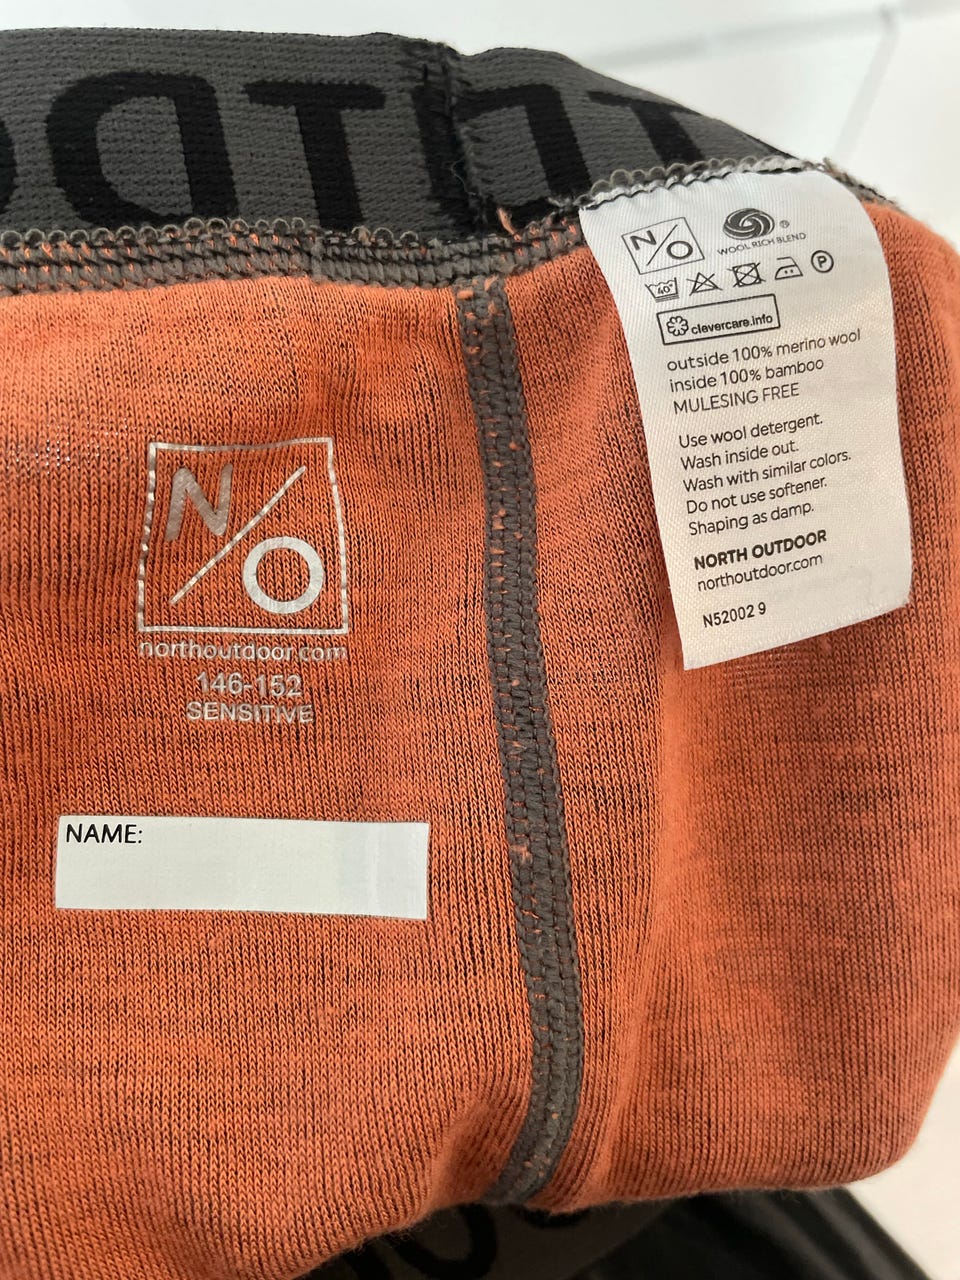 N/O
WOOL RICH BLEND ®
40°
P
clevercare.info
outside 100% merino wool
inside 100% bamboo
MULESING FREE
Use wool detergent.
Wash inside out.
Wash with similar colors.
Do not use softener.
Shaping as damp.
NORTH OUTDOOR
northoutdoor.com
N52002 9
N/O
northoutdoor.com
146-152
SENSITIVE
NAME: